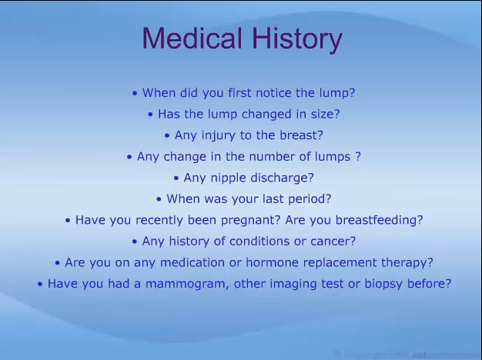 Medical History
• When did you first notice the lump?
• Has the lump changed in size?
• Any injury to the breast?
• Any change in the number of lumps ?
• Any nipple discharge?
• When was your last period?
• Have you recently been pregnant? Are you breastfeeding?
• Any history of conditions or cancer?
• Are you on any medication or hormone replacement therapy?
• Have you had a mammogram, other imaging test or biopsy before?